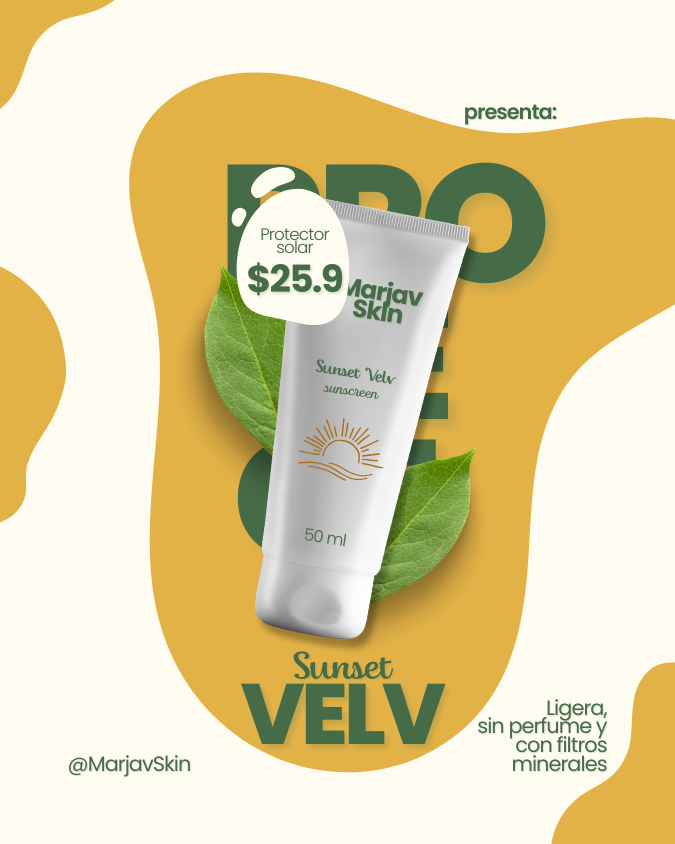 presenta:
PRO
Protector
solar
$25.9
Marjav
SkIn
Sunset Velv
sunscreen
50 ml
Sunset
VELV
Ligera,
sin perfume y
con filtros
minerales
@MarjavSkin